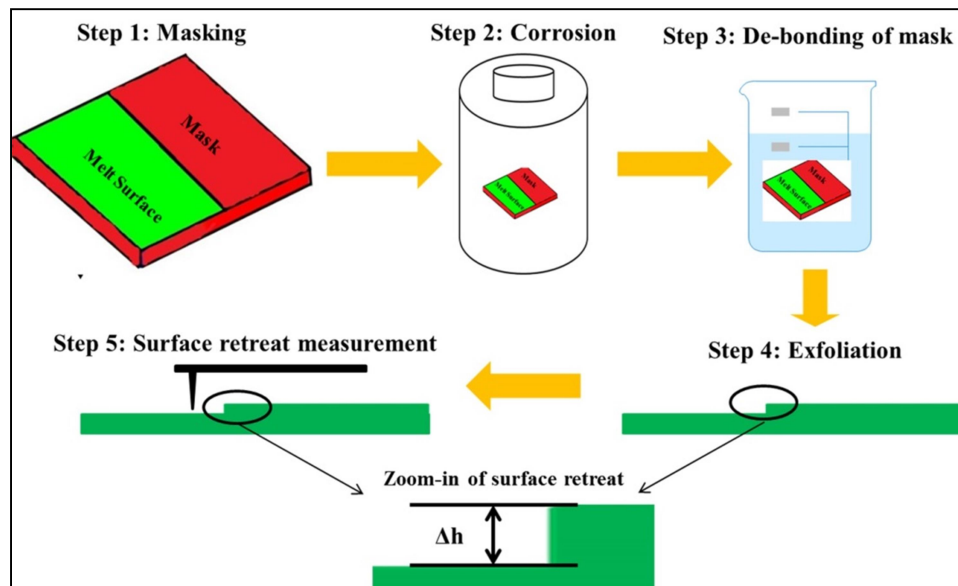 Step 1: Masking
Step 2: Corrosion
Step 3: De-bonding of mask
Mask
Melt Surface
Mask
Melt Surface
Mask
Melt Surface
Step 5: Surface retreat measurement
Step 4: Exfoliation
Zoom-in of surface retreat
Δh